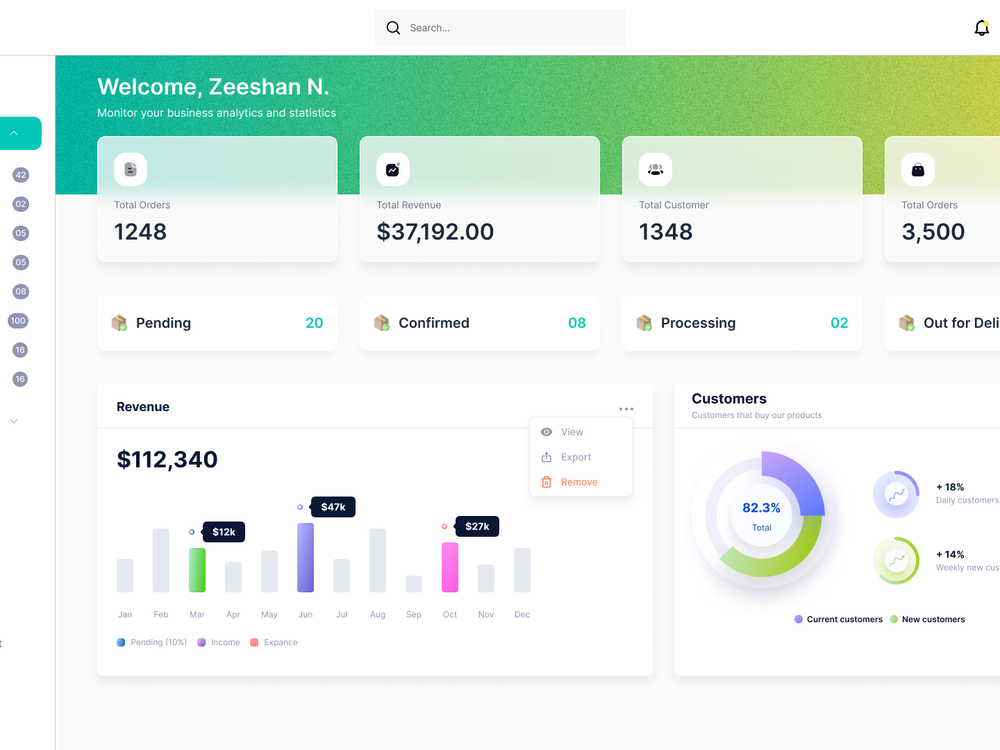 Search...
Welcome, Zeeshan N.
Monitor your business analytics and statistics
42
02
05
05
08
100
16
16
Total Orders
1248
Total Revenue
$37,192.00
Total Customer
1348
Total Orders
3,500
Pending 20
Confirmed 08
Processing 02
Out for Deli
Revenue
View
Export
Remove
$112,340
$12k
$47k
$27k
Jan Feb Mar Apr May Jun Jul Aug Sep Oct Nov Dec
Pending (10%) Income Expance
Customers
Customers that buy our products
82.3%
Total
+ 18%
Daily customers
+ 14%
Weekly new cus
Current customers New customers